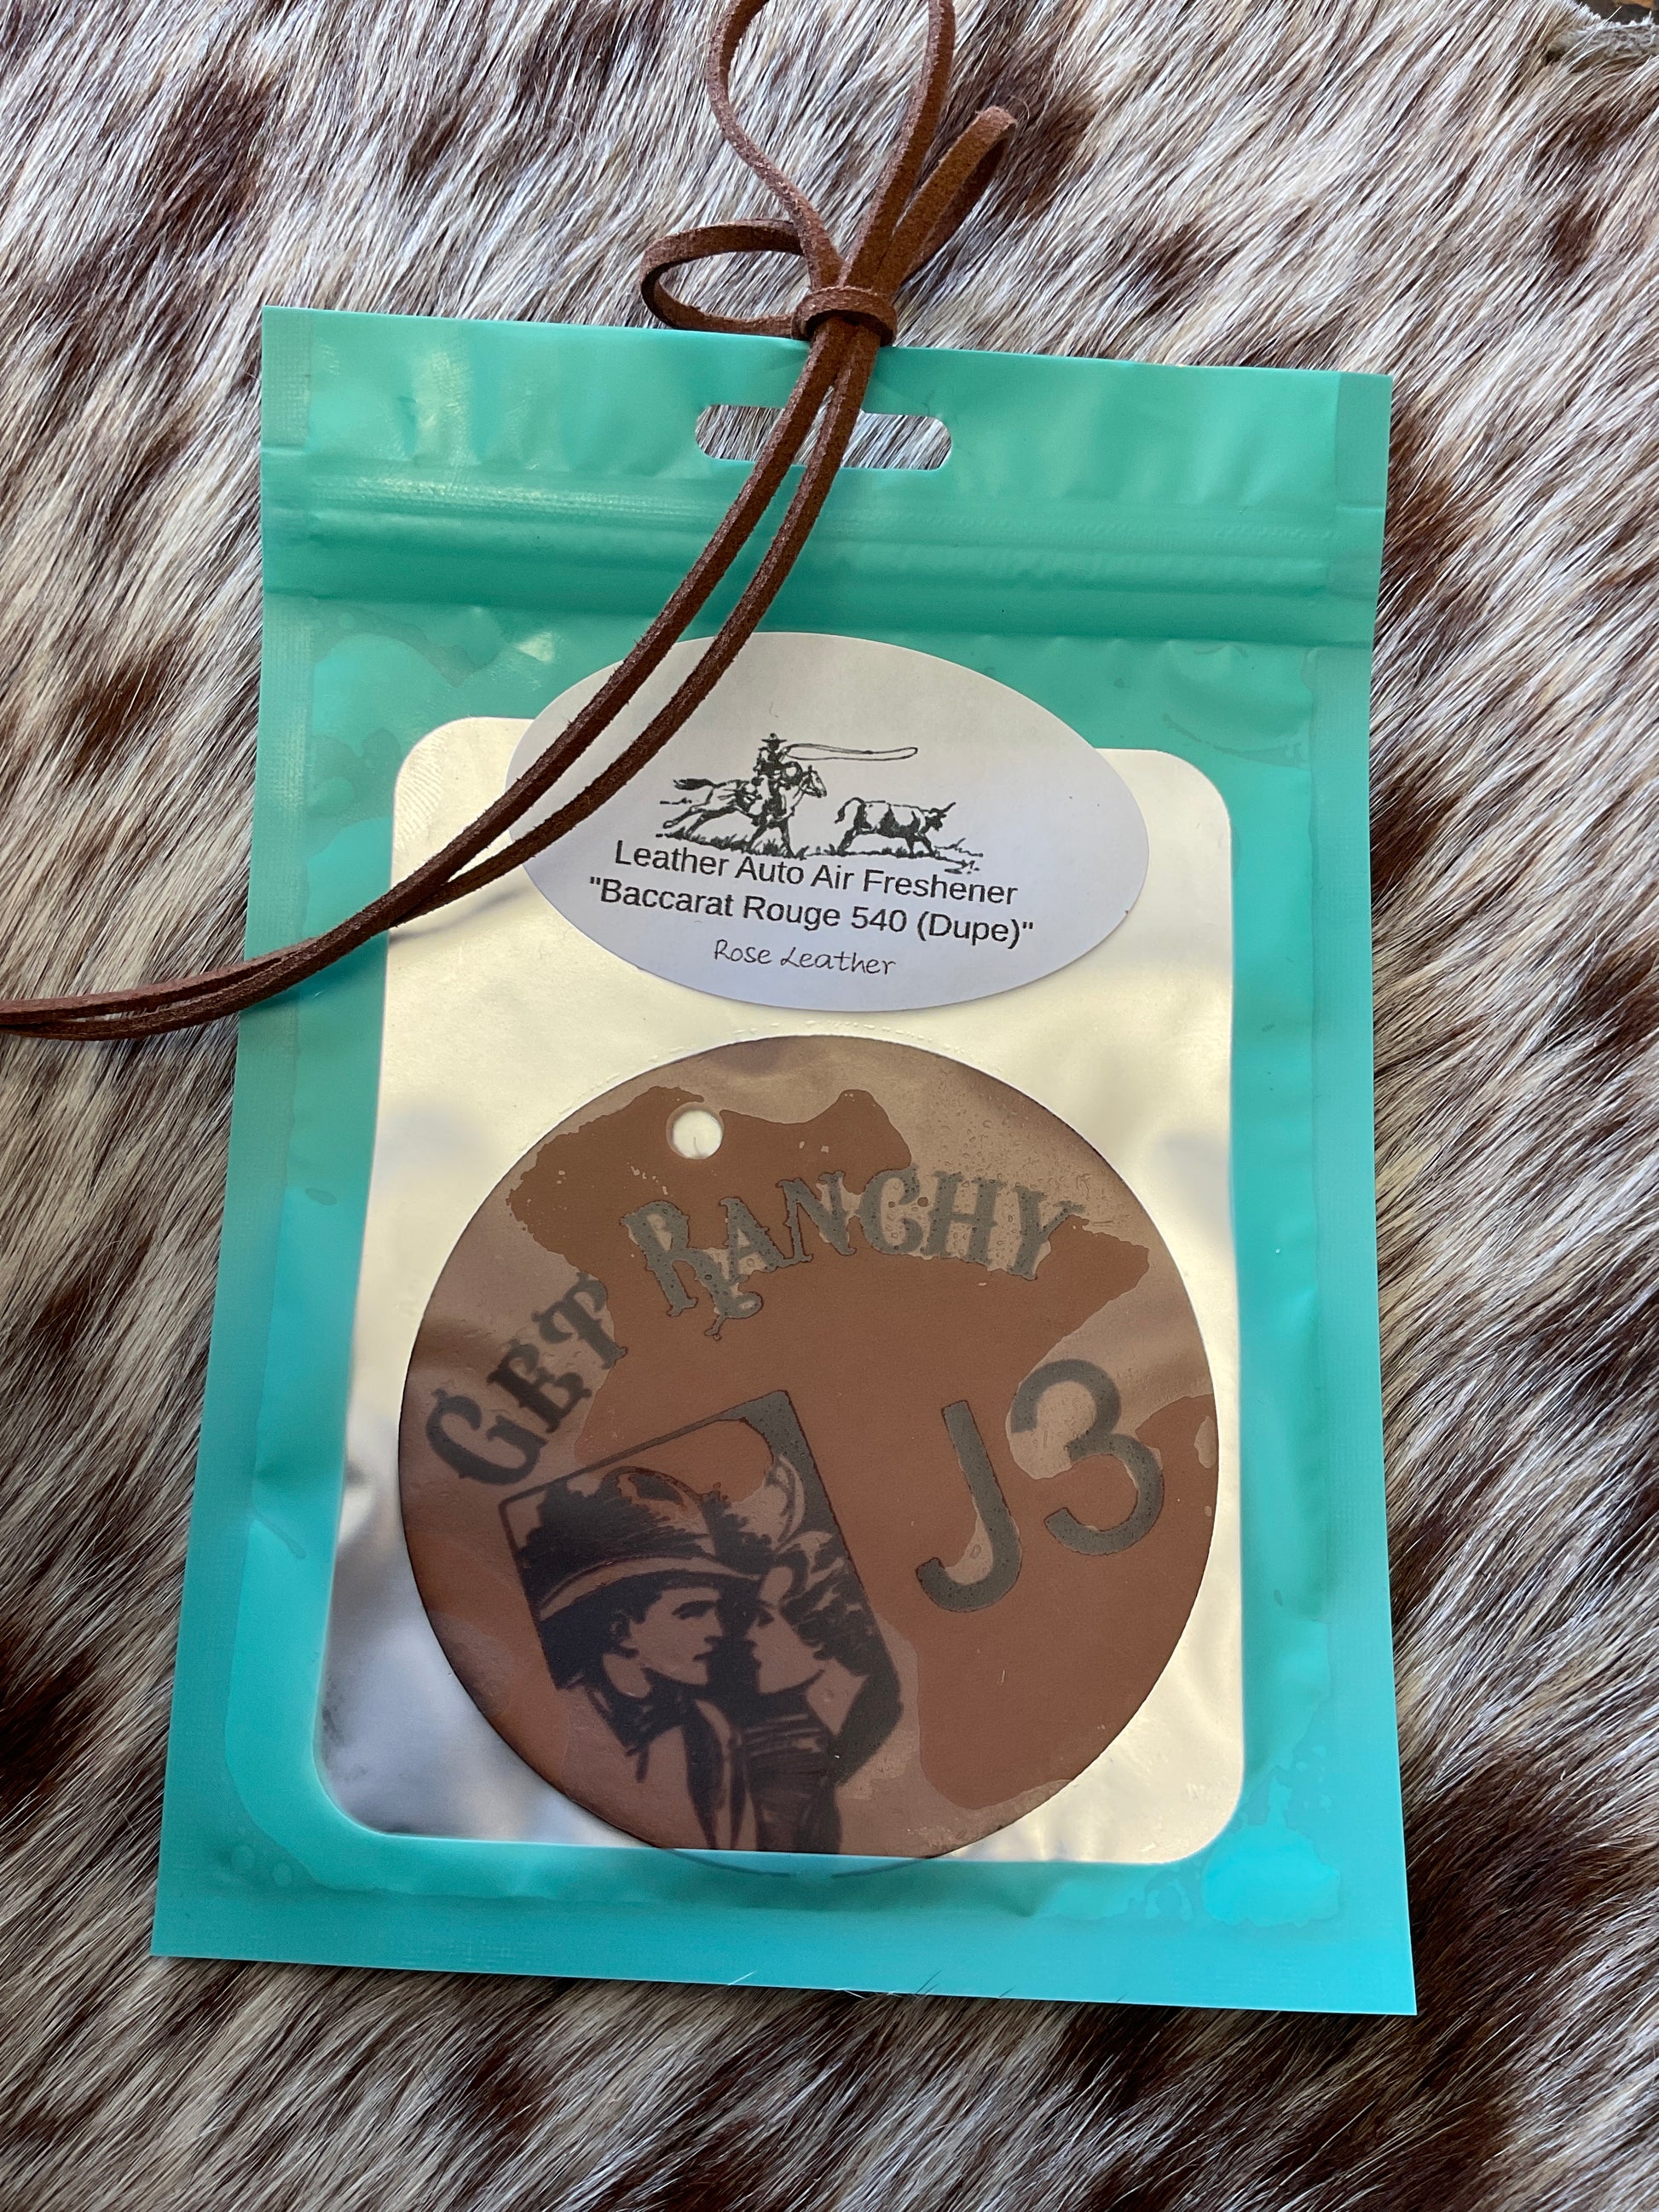 Leather Auto Air Freshener
"Baccarat Rouge 540 (Dupe)"
Rose Leather
GET RANCHY
J3